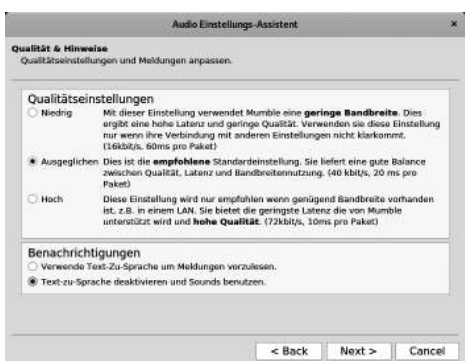 Audio Einstellungs-Assistent ×
Qualität & Hinweise
Qualitätseinstellungen und Meldungen anpassen.
Qualitätseinstellungen
Niedrig Mit dieser Einstellung verwendet Mumble eine geringe Bandbreite. Dies
ergibt eine hohe Latenz und geringe Qualität. Verwenden sie diese Einstellung
nur wenn ihre Verbindung mit anderen Einstellungen nicht klarkommt.
(16kbit/s, 60ms pro Paket)
Ausgeglichen Dies ist die empfohlene Standardeinstellung. Sie liefert eine gute Balance
zwischen Qualität, Latenz und Bandbreitennutzung. (40 kbit/s, 20 ms pro
Paket)
Hoch Diese Einstellung wird nur empfohlen wenn genügend Bandbreite vorhanden
ist, z.B. in einem LAN. Sie bietet die geringste Latenz die von Mumble
unterstützt wird und hohe Qualität. (72kbit/s, 10ms pro Paket)
Benachrichtigungen
Verwende Text-Zu-Sprache um Meldungen vorzulesen.
Text-zu-Sprache deaktivieren und Sounds benutzen.
< Back Next > Cancel